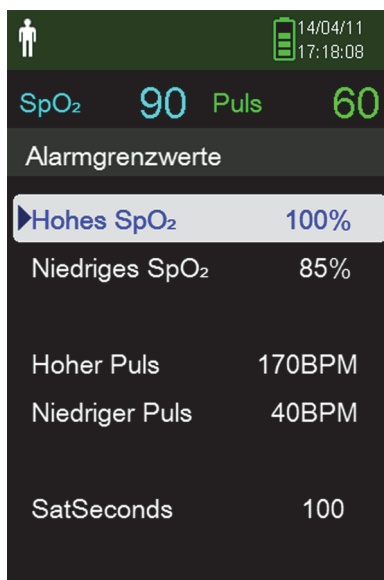 14/04/11
17:18:08
SpO₂ 90 Puls 60
Alarmgrenzwerte
Hohes SpO₂ 100%
Niedriges SpO₂ 85%
Hoher Puls 170BPM
Niedriger Puls 40BPM
SatSeconds 100